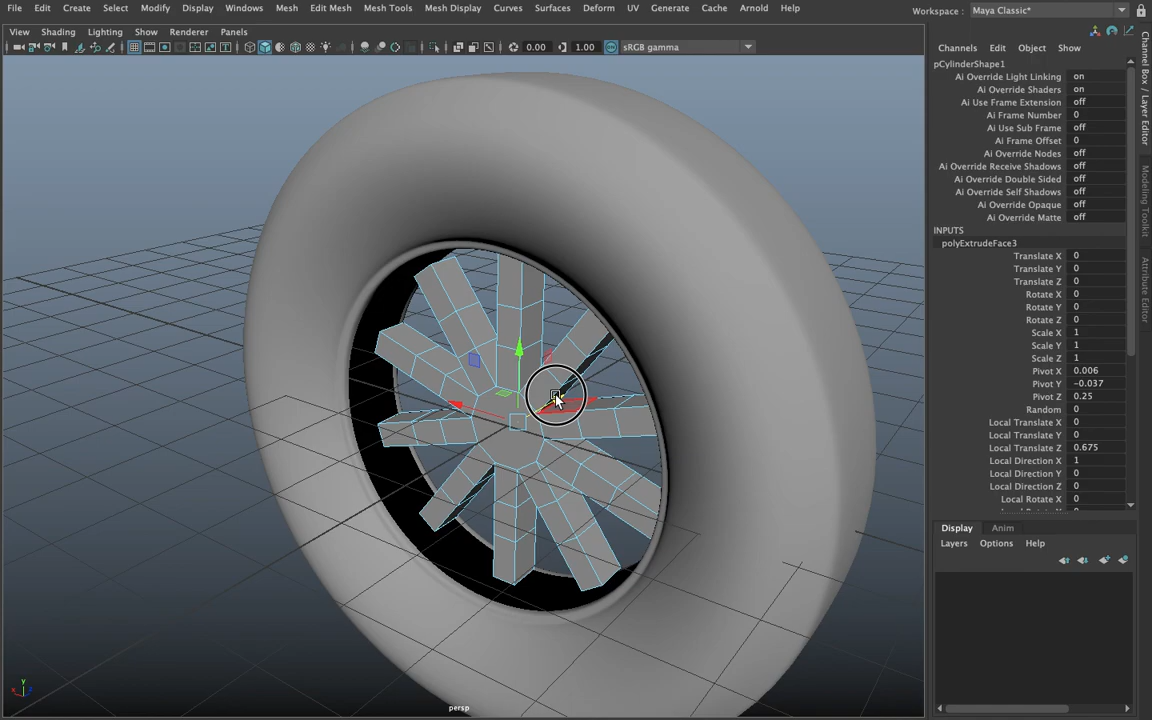 File Edit Create Select Modify Display Windows Mesh Edit Mesh Mesh Tools Mesh Display Curves Surfaces Deform UV Generate Cache Arnold Help
Workspace : Maya Classic*
View Shading Lighting Show Renderer Panels
0.00 1.00 sRGB gamma
Channels Edit Object Show
pCylinderShape1
Ai Override Light Linking on
Ai Override Shaders on
Ai Use Frame Extension off
Ai Frame Number 0
Ai Use Sub Frame off
Ai Frame Offset 0
Ai Override Nodes off
Ai Override Receive Shadows off
Ai Override Double Sided off
Ai Override Self Shadows off
Ai Override Opaque off
Ai Override Matte off
INPUTS
polyExtrudeFace3
Translate X 0
Translate Y 0
Translate Z 0
Rotate X 0
Rotate Y 0
Rotate Z 0
Scale X 1
Scale Y 1
Scale Z 1
Pivot X 0.006
Pivot Y -0.037
Pivot Z 0.25
Random 0
Local Translate X 0
Local Translate Y 0
Local Translate Z 0.675
Local Direction X 1
Local Direction Y 0
Local Direction Z 0
Local Rotate X 0
Display Anim
Layers Options Help
Channel Box / Layer Editor
Modeling Toolkit
Attribute Editor
persp
y
x
z